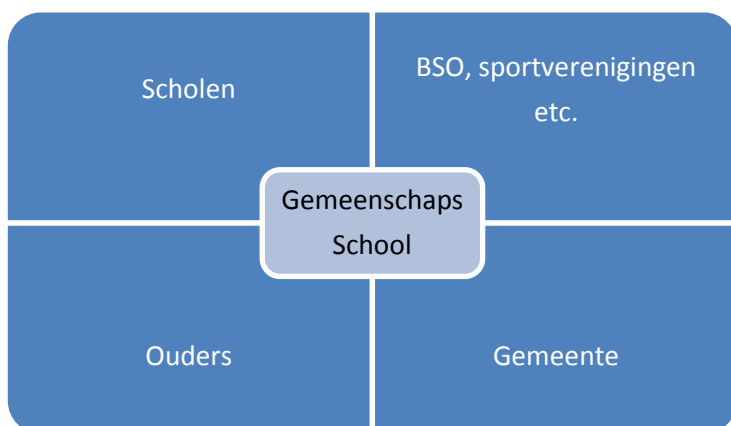 Scholen
BSO, sportverenigingen
etc.
Gemeenschaps
School
Ouders
Gemeente